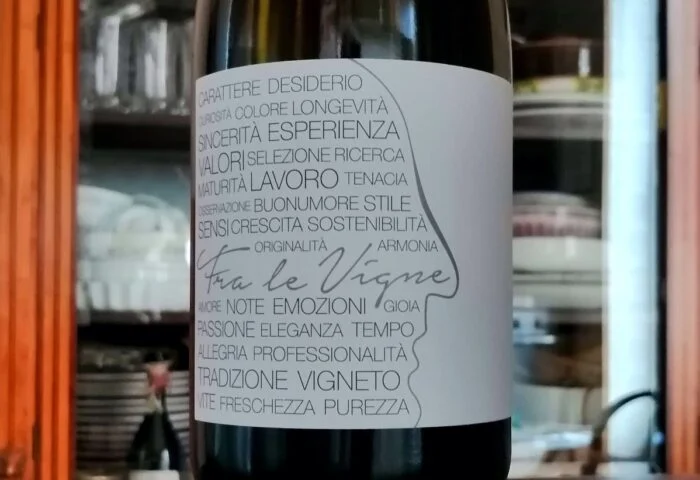 CARATTERE DESIDERIO
CURIOSITÀ COLORE LONGEVITÀ
SINCERITÀ ESPERIENZA
VALORI SELEZIONE RICERCA
MATURITÀ LAVORO TENACIA
OSSERVAZIONE BUONUMORE STILE
SENSI CRESCITA SOSTENIBILITÀ
ORIGINALITÀ ARMONIA
Fra le Vigne
AMORE NOTE EMOZIONI GIOIA
PASSIONE ELEGANZA TEMPO
ALLEGRIA PROFESSIONALITÀ
TRADIZIONE VIGNETO
VITE FRESCHEZZA PUREZZA